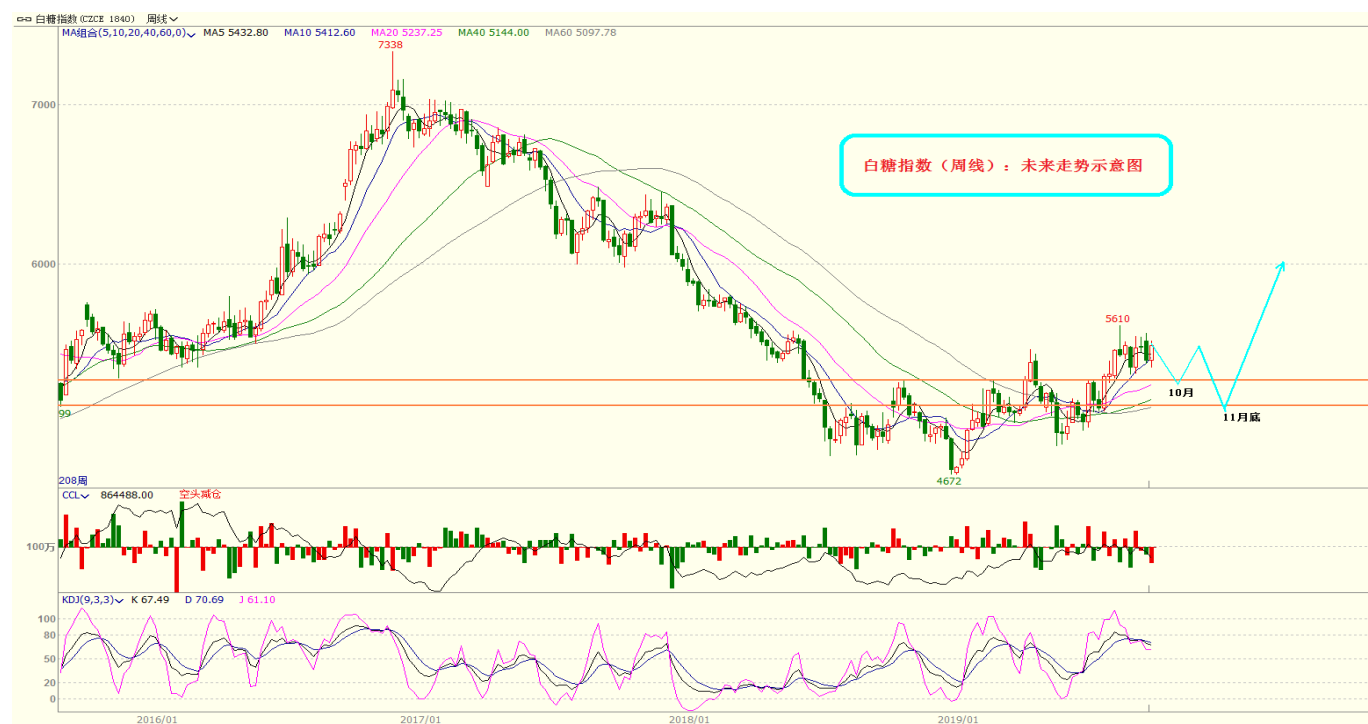 白糖指数(CZCE 1840) 周线
MA组合(5,10,20,40,60,0) MA5 5432.80 MA10 5412.60 MA20 5237.25 MA40 5144.00 MA60 5097.78
7338
7000
白糖指数（周线）：未来走势示意图
6000
5610
10月
99
11月底
4672
208周
CCL 864488.00 空头减仓
100万
KDJ(9,3,3) K 67.49 D 70.69 J 61.10
100
80
50
20
0
2016/01 2017/01 2018/01 2019/01